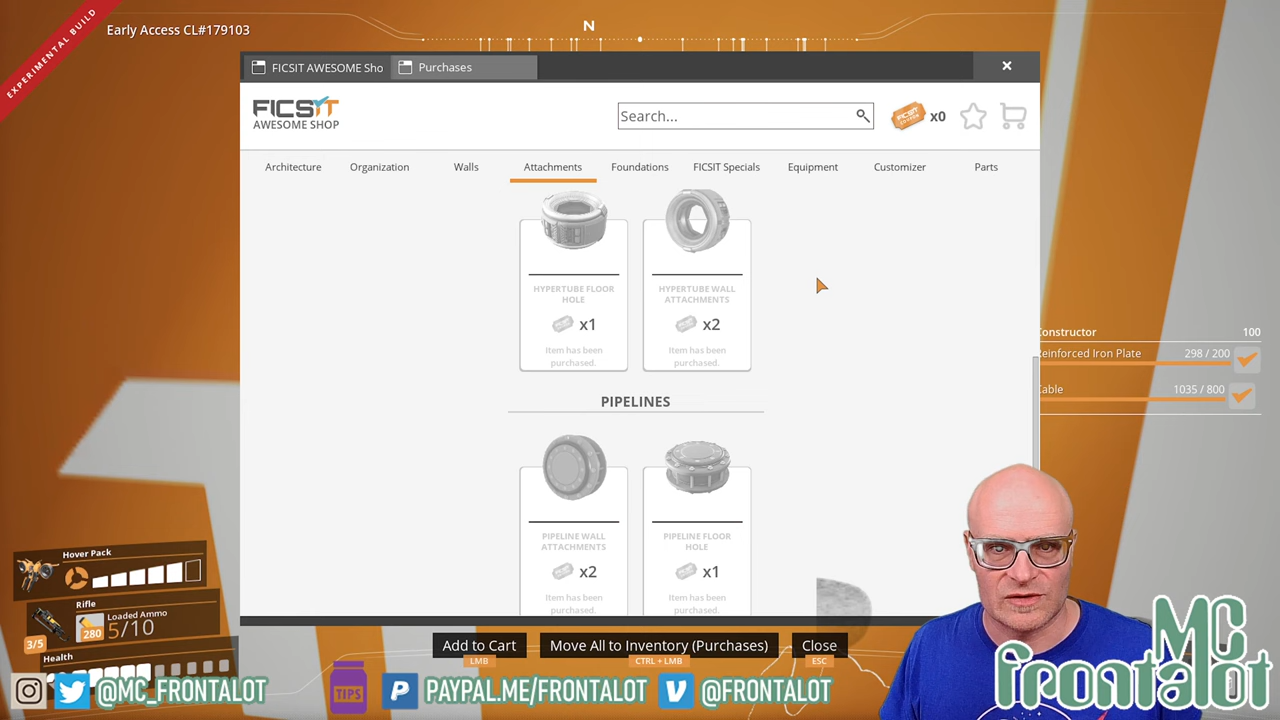 EXPERIMENTAL BUILD
Early Access CL#179103
N
FICSIT AWESOME Sho
Purchases
FICSIT
AWESOME SHOP
Search...
x0
Architecture
Organization
Walls
Attachments
Foundations
FICSIT Specials
Equipment
Customizer
Parts
HYPERTUBE FLOOR
HOLE
x1
Item has been
purchased.
HYPERTUBE WALL
ATTACHMENTS
x2
Item has been
purchased.
PIPELINES
PIPELINE WALL
ATTACHMENTS
x2
Item has been
purchased.
PIPELINE FLOOR
HOLE
x1
Item has been
purchased.
Constructor 100
Reinforced Iron Plate 298 / 200
Cable 1035 / 800
Hover Pack
Rifle
Loaded Ammo
280 5/10
3/5
Health
Add to Cart
LMB
Move All to Inventory (Purchases)
CTRL + LMB
Close
ESC
@MC_FRONTALOT
TIPS
PAYPAL.ME/FRONTALOT
@FRONTALOT
MC
frontalot